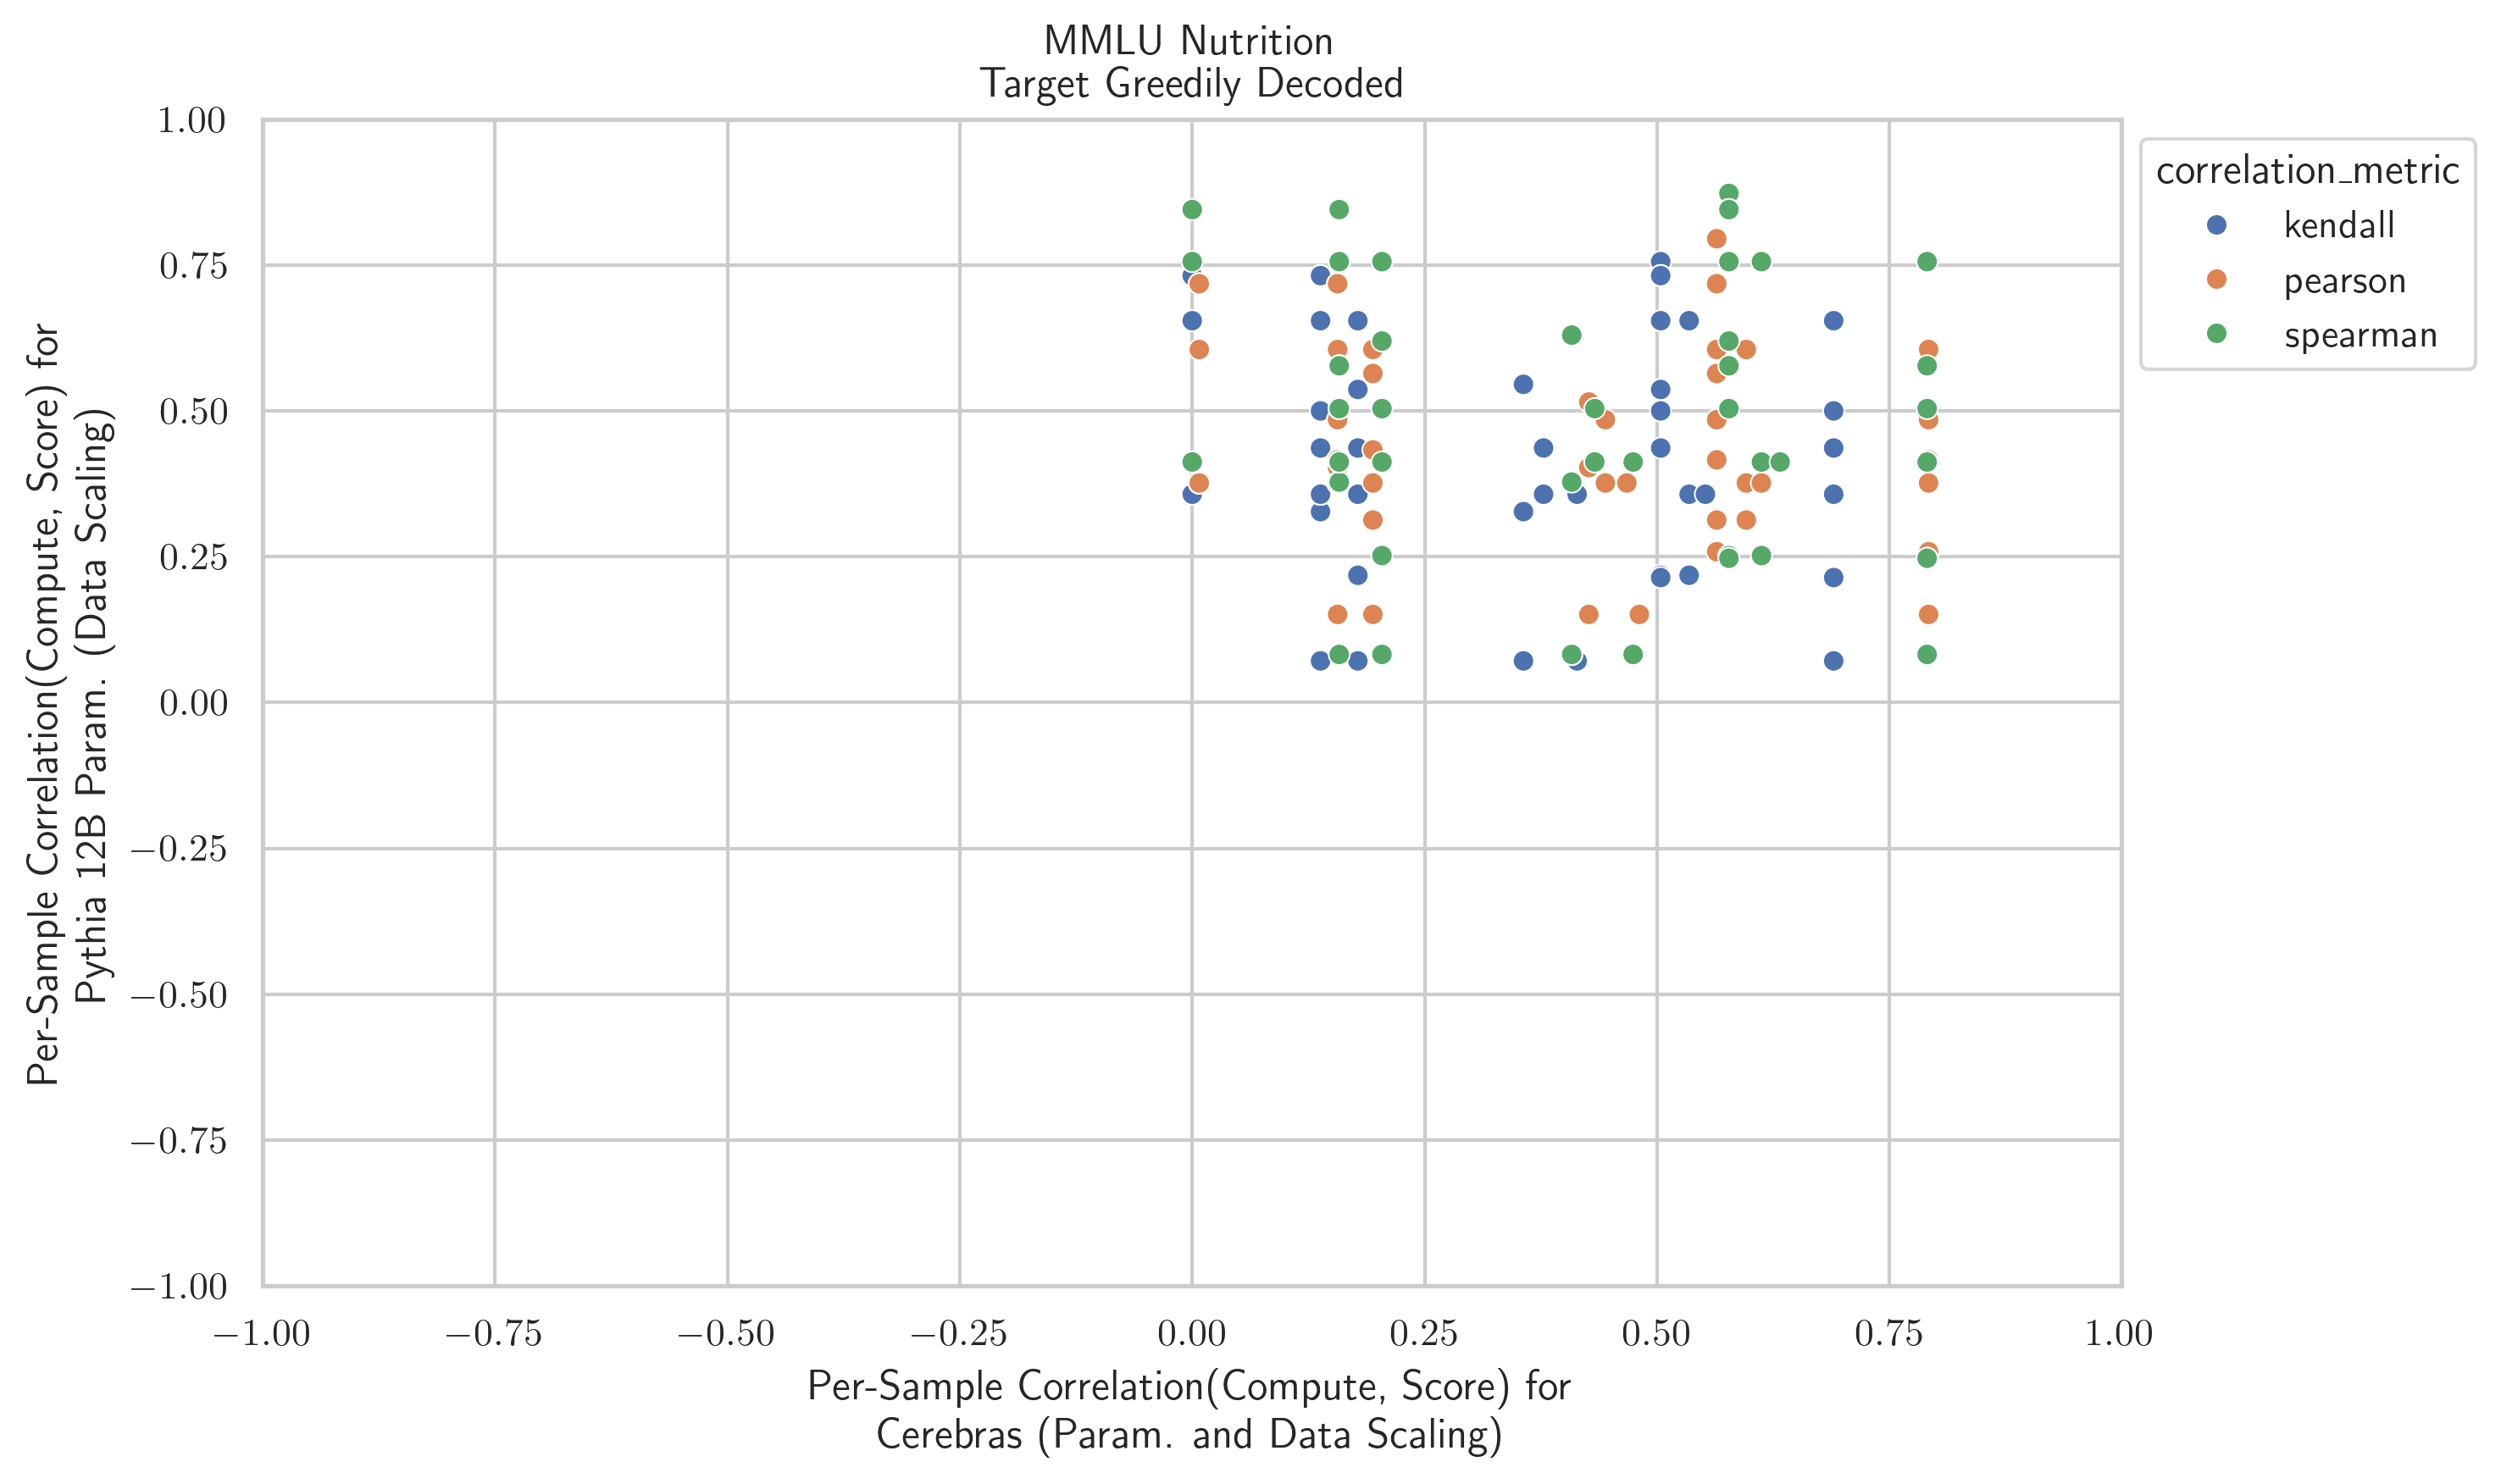 MMLU Nutrition
Target Greedily Decoded
Per-Sample Correlation(Compute, Score) for
Pythia 12B Param. (Data Scaling)
1.00
0.75
0.50
0.25
0.00
−0.25
−0.50
−0.75
−1.00
−1.00 −0.75 −0.50 −0.25 0.00 0.25 0.50 0.75 1.00
Per-Sample Correlation(Compute, Score) for
Cerebras (Param. and Data Scaling)
correlation_metric
kendall
pearson
spearman